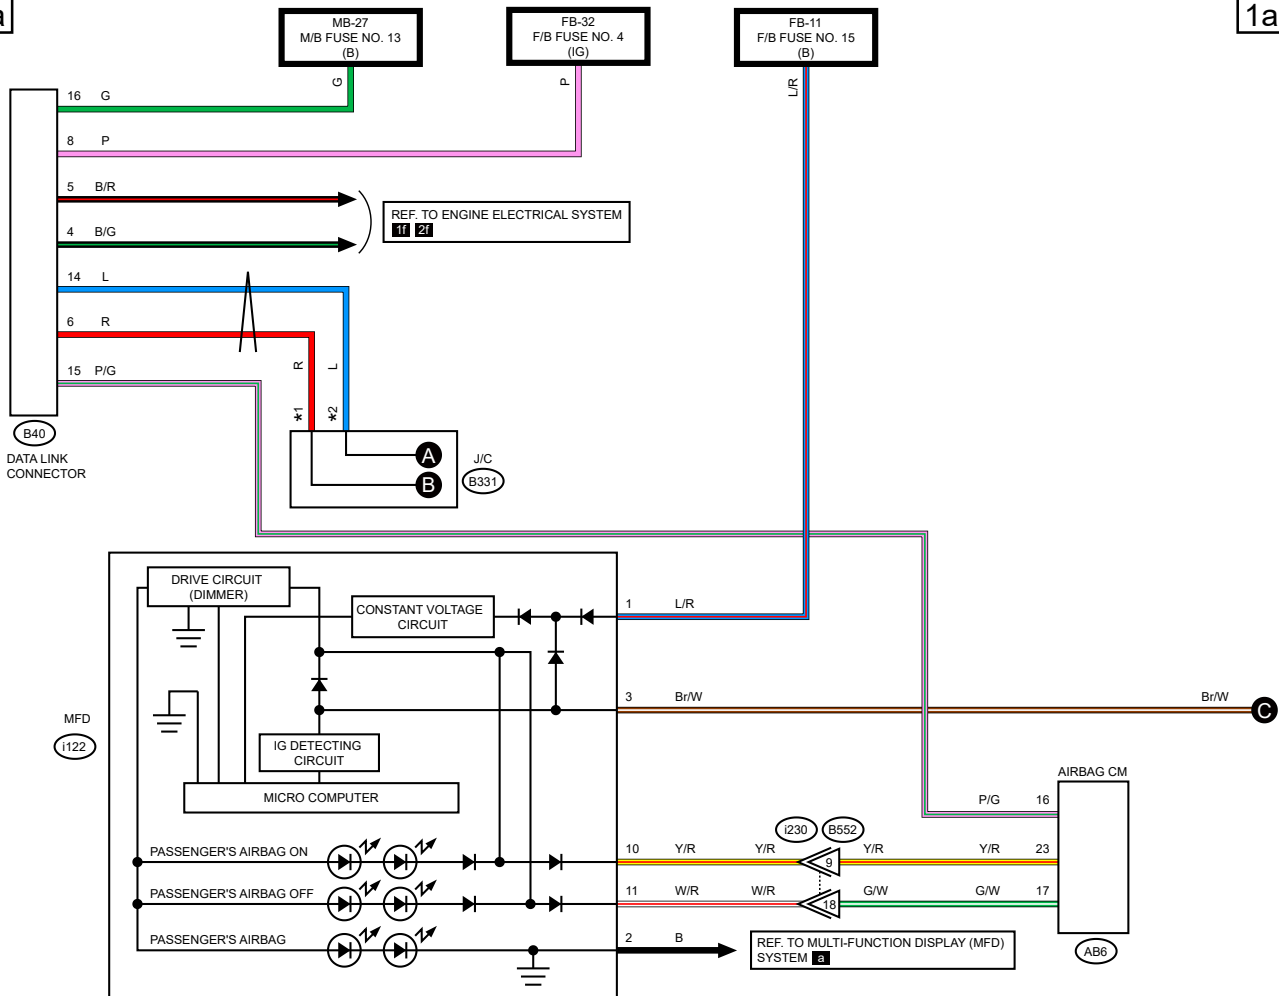 a
1a
MB-27
M/B FUSE NO. 13
(B)
FB-32
F/B FUSE NO. 4
(IG)
FB-11
F/B FUSE NO. 15
(B)
G
P
L/R
16 G
8 P
5 B/R
4 B/G
14 L
6 R
15 P/G
REF. TO ENGINE ELECTRICAL SYSTEM
1f 2f
R
L
*1
*2
B40
DATA LINK
CONNECTOR
A
B
J/C
B331
DRIVE CIRCUIT
(DIMMER)
CONSTANT VOLTAGE
CIRCUIT
1 L/R
3 Br/W
Br/W
C
MFD
i122
IG DETECTING
CIRCUIT
MICRO COMPUTER
AIRBAG CM
P/G 16
i230
B552
PASSENGER'S AIRBAG ON
10 Y/R Y/R
9
Y/R Y/R 23
PASSENGER'S AIRBAG OFF
11 W/R W/R
18
G/W G/W 17
PASSENGER'S AIRBAG
2 B
REF. TO MULTI-FUNCTION DISPLAY (MFD)
SYSTEM a
AB6